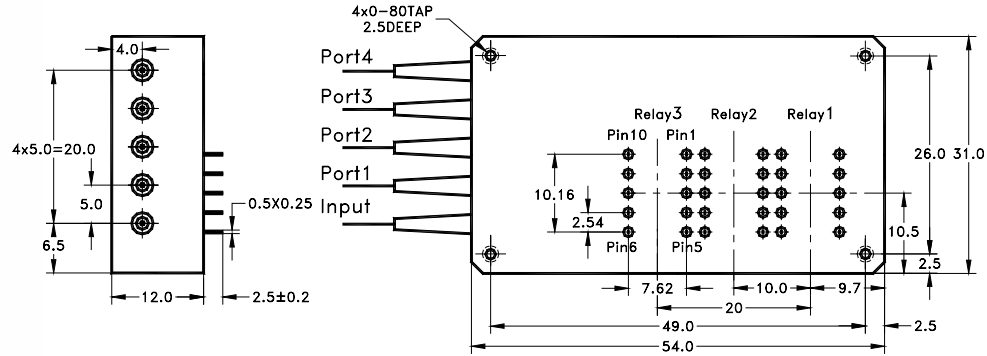 4x0-80TAP
2.5DEEP
4.0
Port4
Port3
Port2
Port1
Input
4x5.0=20.0
5.0
6.5
0.5X0.25
12.0
2.5±0.2
Relay3
Relay2
Relay1
Pin10
Pin1
10.16
2.54
Pin6
Pin5
26.0
31.0
10.5
2.5
7.62
10.0
9.7
20
49.0
2.5
54.0